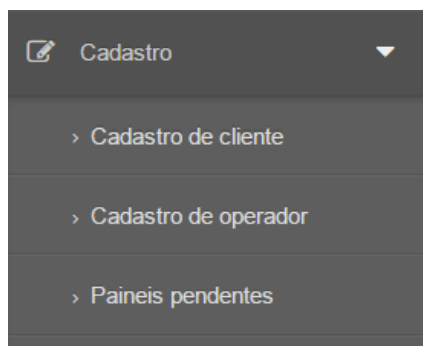 Cadastro
› Cadastro de cliente
› Cadastro de operador
› Paineis pendentes